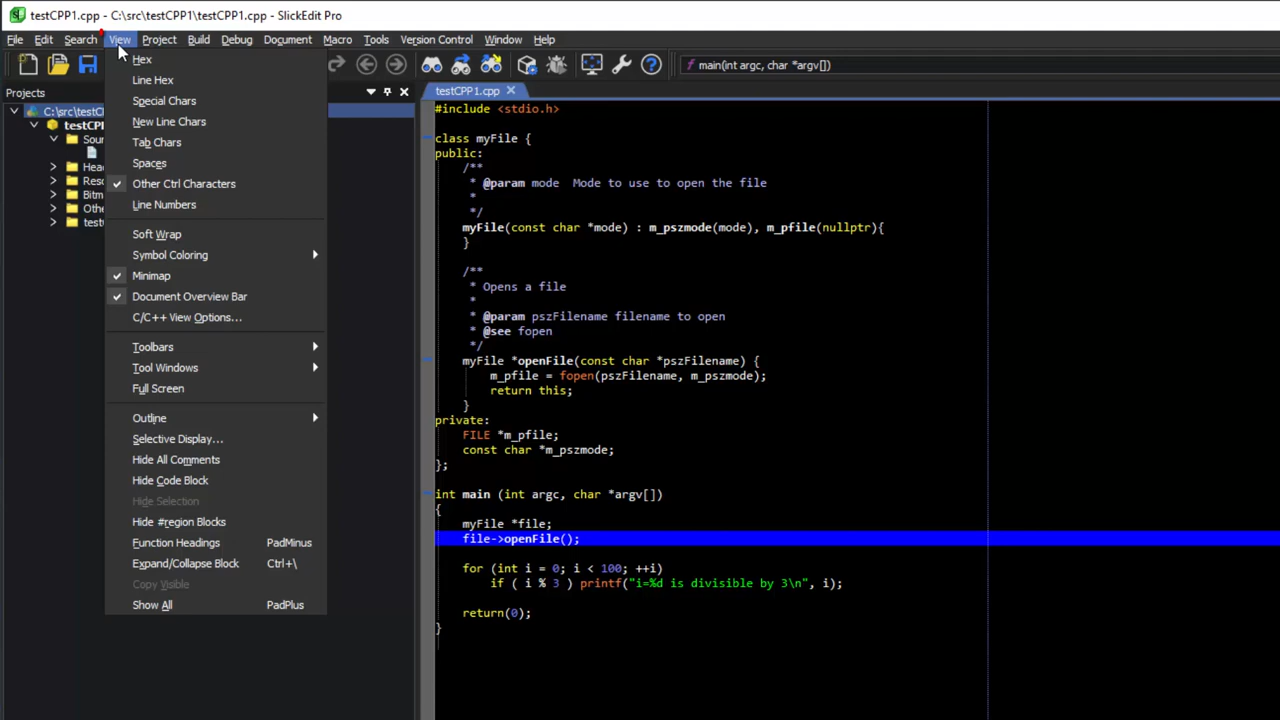 testCPP1.cpp - C:\src\testCPP1\testCPP1.cpp - SlickEdit Pro
File Edit Search View Project Build Debug Document Macro Tools Version Control Window Help
main(int argc, char *argv[])
Projects
C:\src\testC
testCPI
Sour
Head
Reso
Bitm
Othe
test
Hex
Line Hex
Special Chars
New Line Chars
Tab Chars
Spaces
Other Ctrl Characters
Line Numbers
Soft Wrap
Symbol Coloring
Minimap
Document Overview Bar
C/C++ View Options...
Toolbars
Tool Windows
Full Screen
Outline
Selective Display...
Hide All Comments
Hide Code Block
Hide Selection
Hide #region Blocks
Function Headings PadMinus
Expand/Collapse Block Ctrl+\
Copy Visible
Show All PadPlus
testCPP1.cpp
#include <stdio.h>
class myFile {
public:
/**
* @param mode  Mode to use to open the file
*
*/
myFile(const char *mode) : m_pszmode(mode), m_pfile(nullptr){
}
/**
* Opens a file
*
* @param pszFilename filename to open
* @see fopen
*/
myFile *openFile(const char *pszFilename) {
m_pfile = fopen(pszFilename, m_pszmode);
return this;
}
private:
FILE *m_pfile;
const char *m_pszmode;
};
int main (int argc, char *argv[])
{
myFile *file;
file->openFile();
for (int i = 0; i < 100; ++i)
if ( i % 3 ) printf("i=%d is divisible by 3\n", i);
return(0);
}